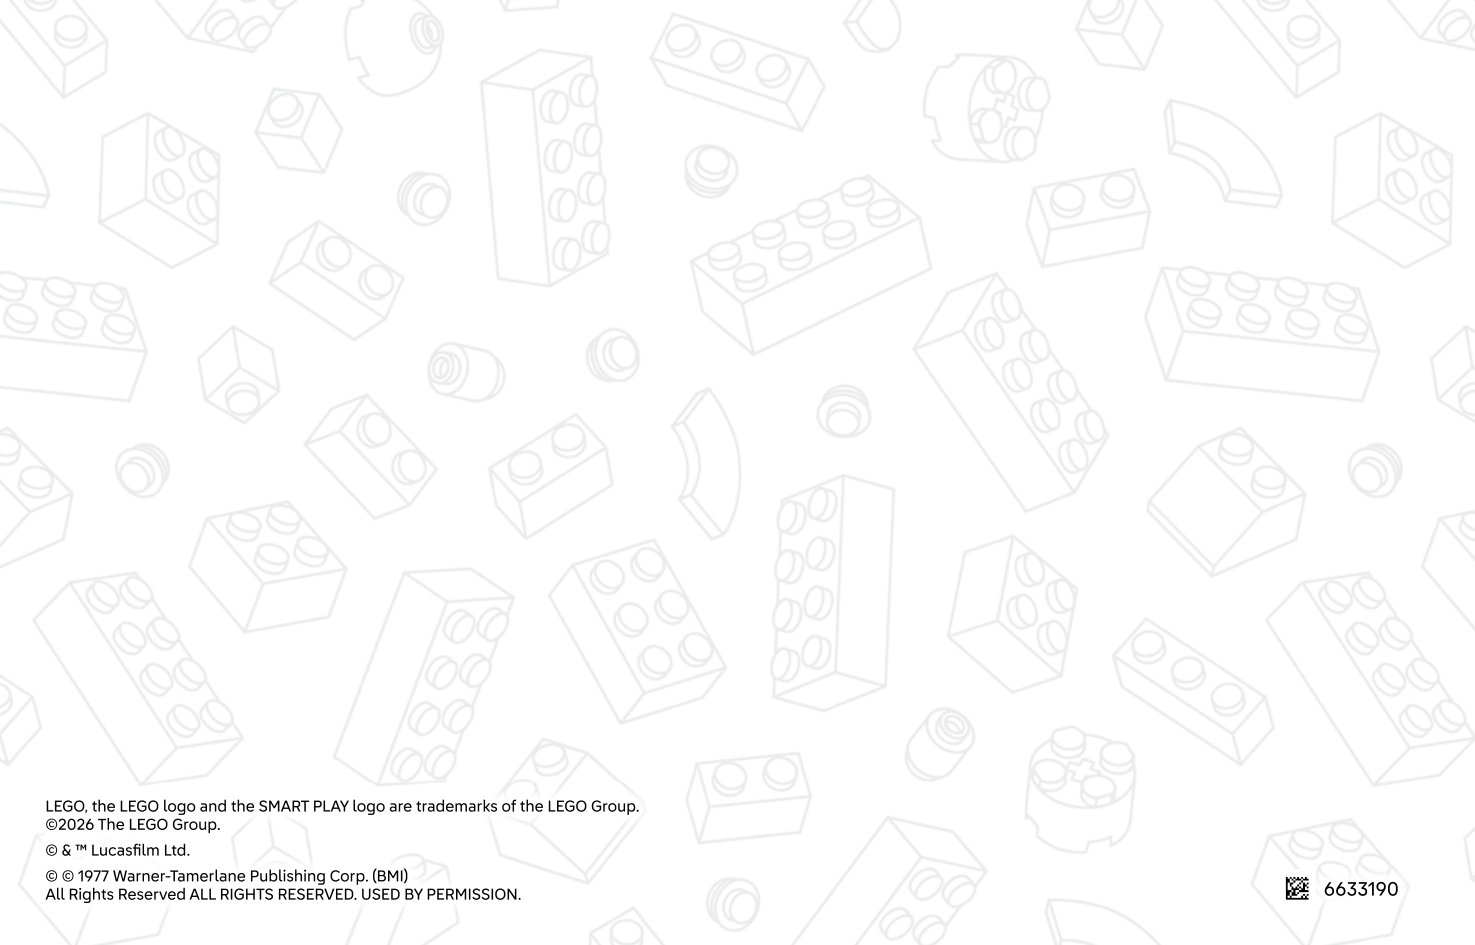 LEGO, the LEGO logo and the SMART PLAY logo are trademarks of the LEGO Group.
©2026 The LEGO Group.
© & ™ Lucasfilm Ltd.
© © 1977 Warner-Tamerlane Publishing Corp. (BMI)
All Rights Reserved ALL RIGHTS RESERVED. USED BY PERMISSION.
6633190